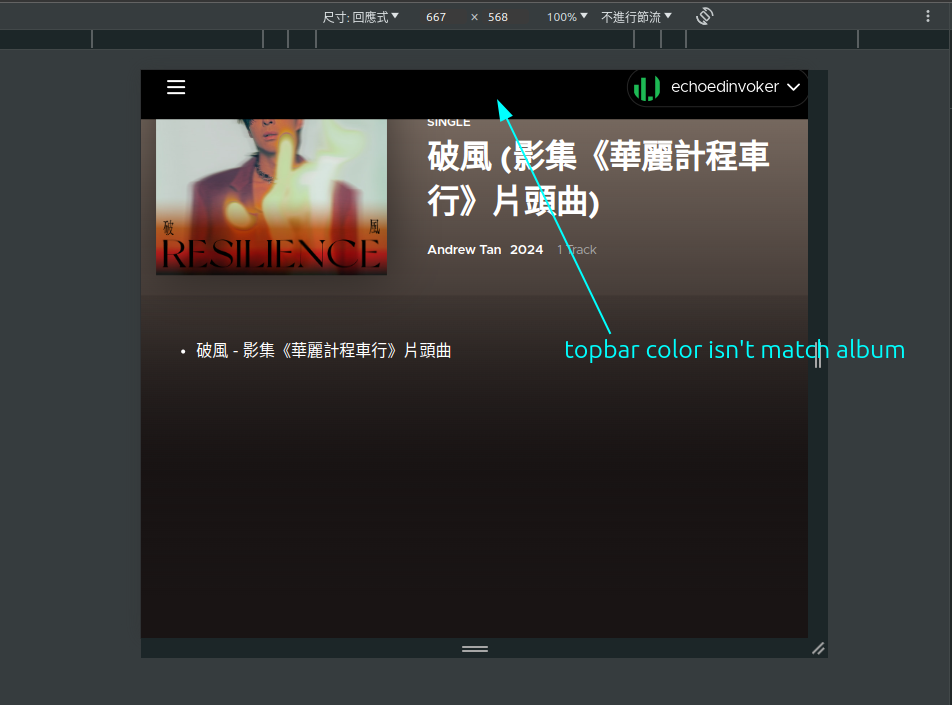 尺寸: 回應式 667 × 568 100% 不進行節流
echoedinvoker
SINGLE
破風 (影集《華麗計程車
行》片頭曲)
破 風
RESILIENCE
Andrew Tan 2024 1 Track
破風 - 影集《華麗計程車行》片頭曲
topbar color isn't match album